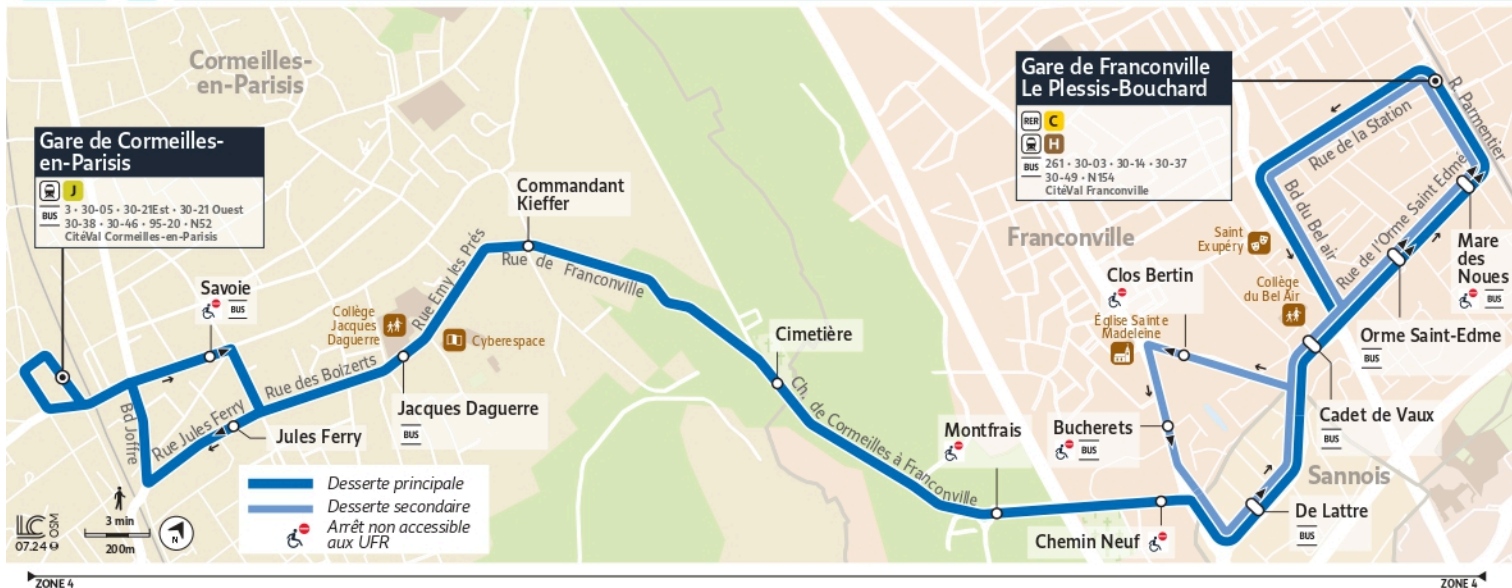 Cormeilles-
en-Parisis
Gare de Cormeilles-
en-Parisis
J
BUS
3 • 30-05 • 30-21Est • 30-21 Ouest
30-38 • 30-46 • 95-20 • N52
CitéVal Cormeilles-en-Parisis
Savoie
BUS
Bd Joffre
Rue Jules Ferry
Jules Ferry
Rue des Bolzerts
Collège
Jacques
Daguerre
Cyberespace
Jacques Daguerre
BUS
Rue Emy les Prés
Commandant
Kieffer
Rue de Franconville
Cimetière
Ch. de Cormeilles à Franconville
Montfrais
Chemin Neuf
Bucherets
BUS
Église Sainte
Madeleine
Clos Bertin
Franconville
Gare de Franconville
Le Plessis-Bouchard
RER C
H
BUS
261 • 30-03 • 30-14 • 30-37
30-49 • N154
CitéVal Franconville
Saint
Exupéry
Collège
du Bel Air
Bd du Bel air
Rue de la Station
R. Parmentier
Rue de l'Orme Saint Edme
Mare
des
Noues
BUS
Orme Saint-Edme
BUS
Cadet de Vaux
BUS
Sannois
De Lattre
BUS
Desserte principale
Desserte secondaire
Arrêt non accessible
aux UFR
3 min
200m
N
LC
07.24 © OSM
ZONE 4
ZONE 4